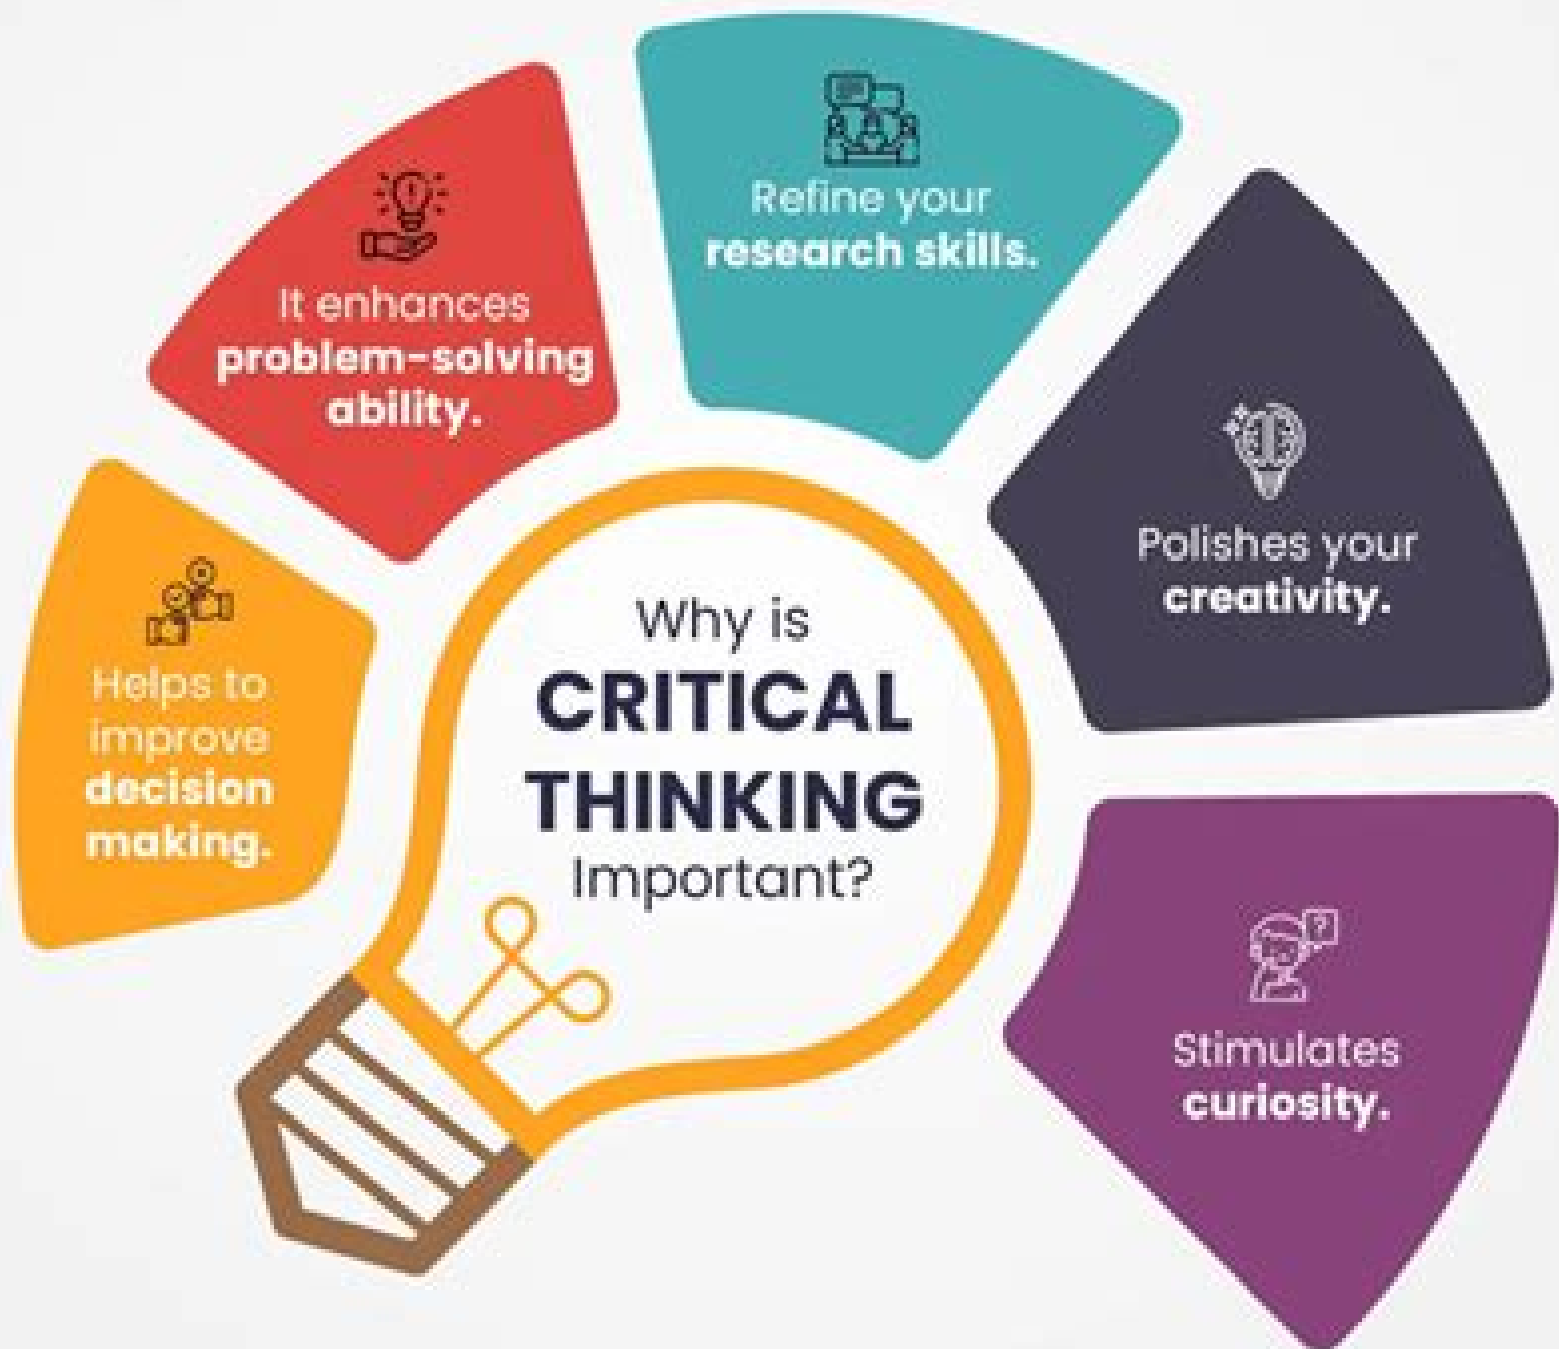 Why is
CRITICAL
THINKING
Important?
Helps to
improve
decision
making.
It enhances
problem-solving
ability.
Refine your
research skills.
Polishes your
creativity.
?
Stimulates
curiosity.